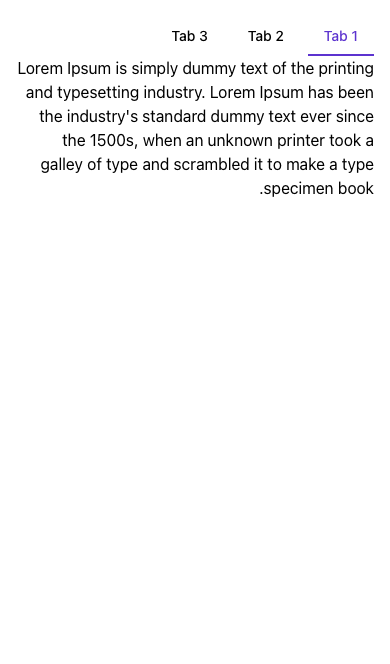 Tab 1 Tab 2 Tab 3
Lorem Ipsum is simply dummy text of the printing
and typesetting industry. Lorem Ipsum has been
the industry's standard dummy text ever since
the 1500s, when an unknown printer took a
galley of type and scrambled it to make a type
.specimen book